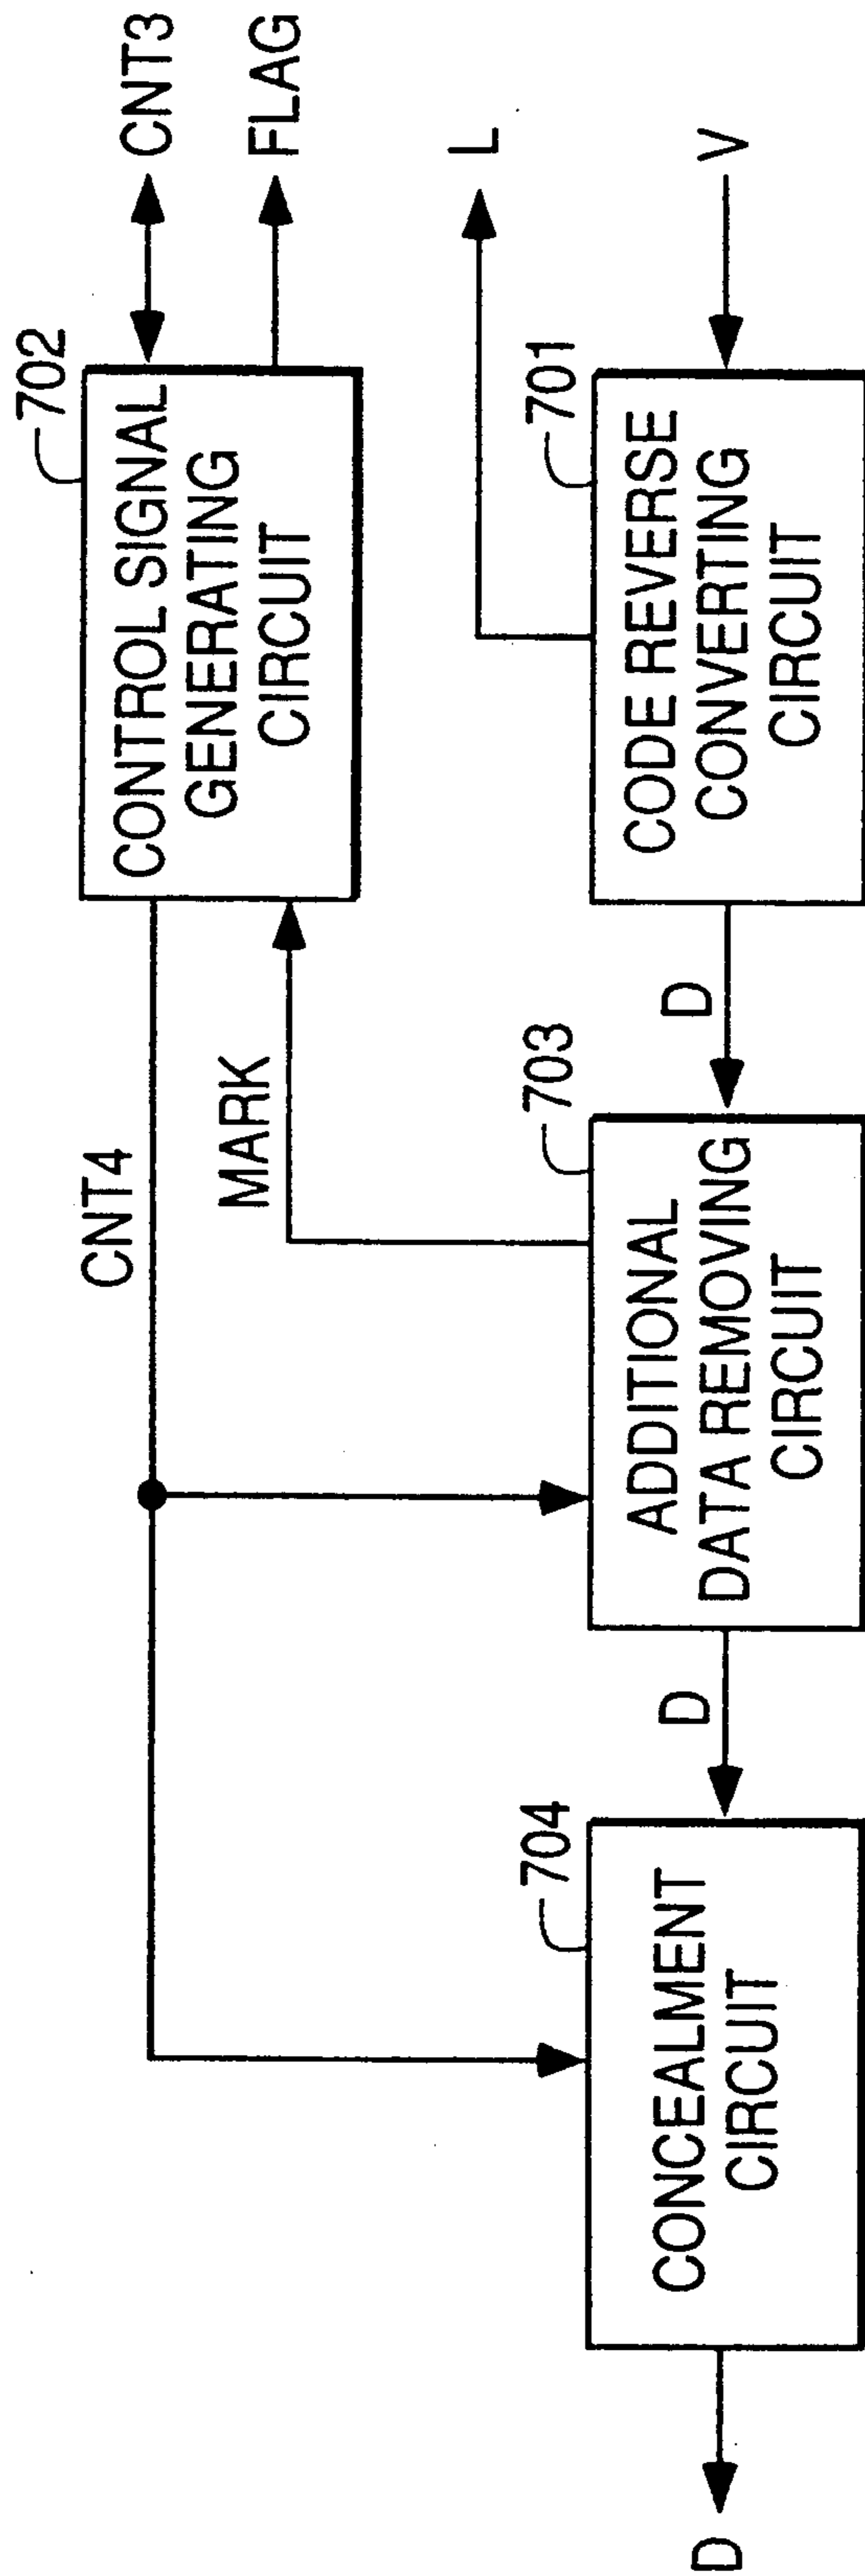 CNT3
FLAG
702
CONTROL SIGNAL
GENERATING
CIRCUIT
CNT4
MARK
L
V
701
CODE REVERSE
CONVERTING
CIRCUIT
D
703
ADDITIONAL
DATA REMOVING
CIRCUIT
D
704
CONCEALMENT
CIRCUIT
D